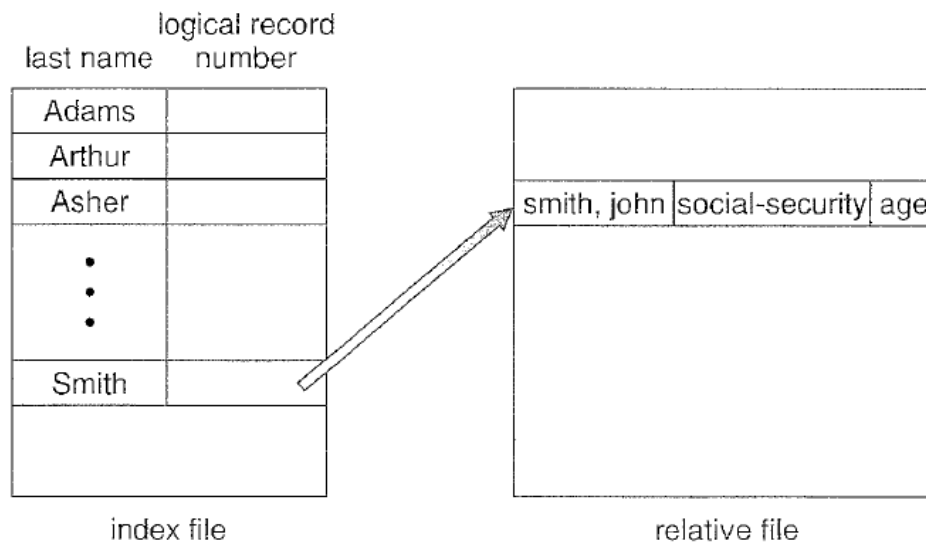 logical record
last name number
Adams
Arthur
Asher
smith, john social-security age
Smith
index file relative file